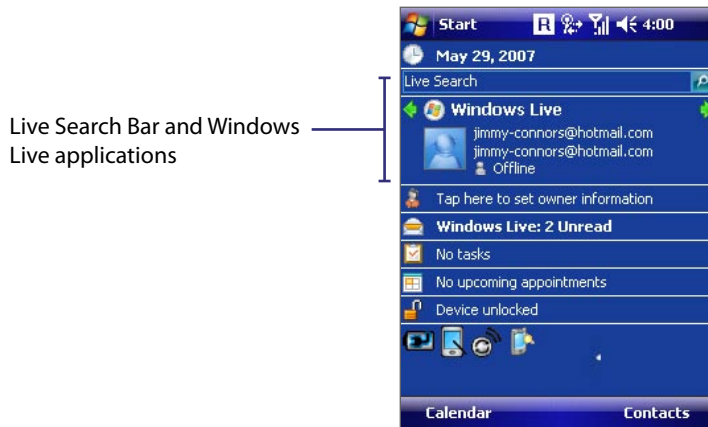 Live Search Bar and Windows
Live applications
Start R 4:00
May 29, 2007
Live Search
Windows Live
jimmy-connors@hotmail.com
jimmy-connors@hotmail.com
Offline
Tap here to set owner information
Windows Live: 2 Unread
No tasks
No upcoming appointments
Device unlocked
Calendar Contacts